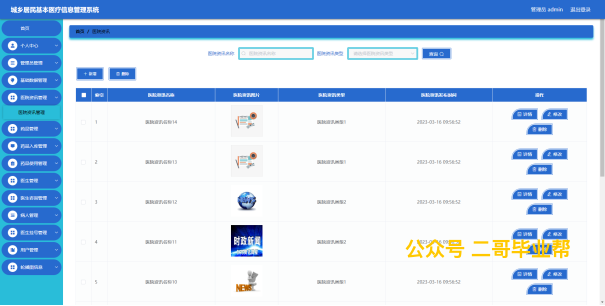 城乡居民基本医疗信息管理系统
管理员 admin 退出登录
首页
首页 / 医院资讯
个人中心
管理员管理
基础数据管理
医院资讯管理
医院资讯管理
药品管理
药品入库管理
药品使用管理
医生管理
医生咨询管理
病人管理
医生挂号管理
用户管理
轮播图信息
医院资讯名称 医院资讯名称 医院资讯类型 请选择医院资讯类型 查询
+ 新增 删除
序号 医院资讯名称 医院资讯图片 医院资讯类型 医院资讯发布时间 操作
1 医院资讯名称14 医院资讯类型1 2023-03-16 09:56:52 详情 修改 删除
2 医院资讯名称13 医院资讯类型1 2023-03-16 09:56:52 详情 修改 删除
3 医院资讯名称12 医院资讯类型2 2023-03-16 09:56:52 详情 修改 删除
4 医院资讯名称11 时政新闻 医院资讯类型2 2023-03-16 09:56:52 详情 修改
5 医院资讯名称10 NEWS 医院资讯类型1 2023-03-16 09:56:52 详情 修改 删除
公众号 二哥毕业帮